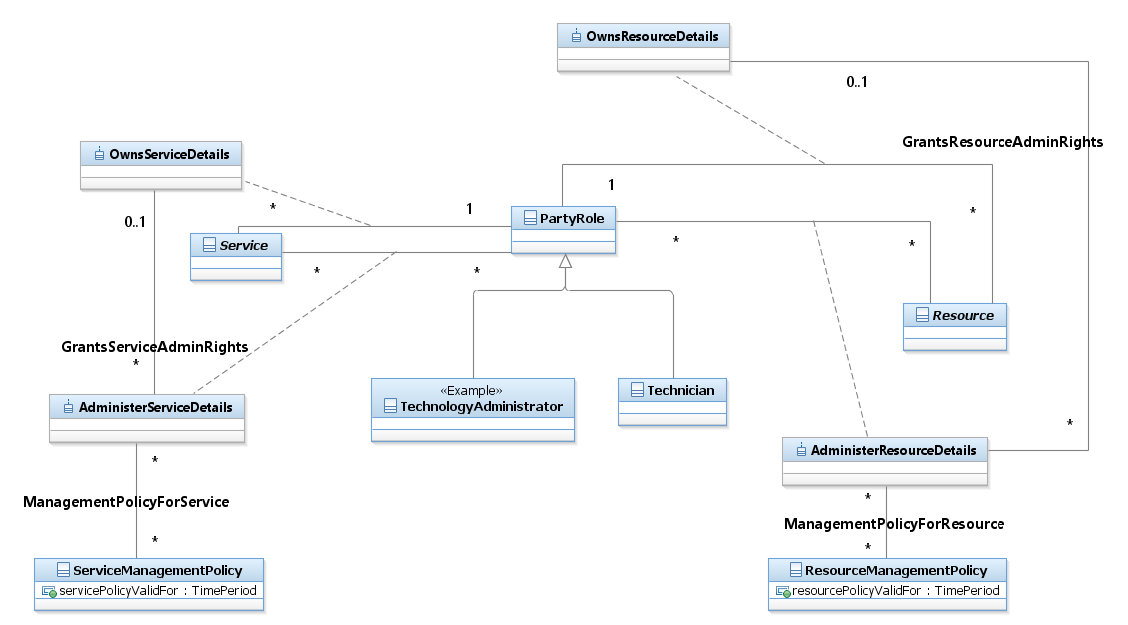 OwnsResourceDetails
0..1
GrantsResourceAdminRights
OwnsServiceDetails
1
*
1
*
0..1
PartyRole
*
*
Service
*
*
Resource
GrantsServiceAdminRights
*
«Example»
TechnologyAdministrator
Technician
AdministerServiceDetails
*
AdministerResourceDetails
*
*
ManagementPolicyForService
ManagementPolicyForResource
*
*
ServiceManagementPolicy
servicePolicyValidFor : TimePeriod
ResourceManagementPolicy
resourcePolicyValidFor : TimePeriod